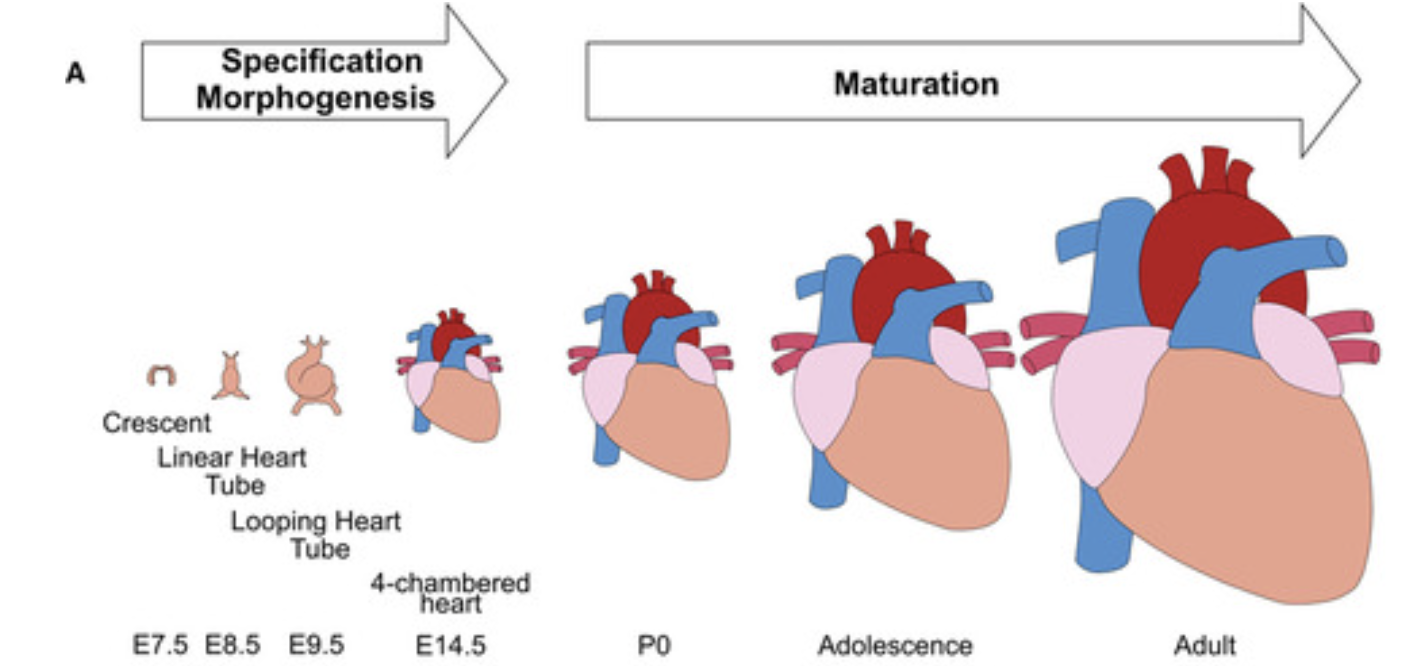 A
Specification
Morphogenesis
Maturation
Crescent
Linear Heart
Tube
Looping Heart
Tube
4-chambered
heart
E7.5 E8.5 E9.5 E14.5 P0 Adolescence Adult